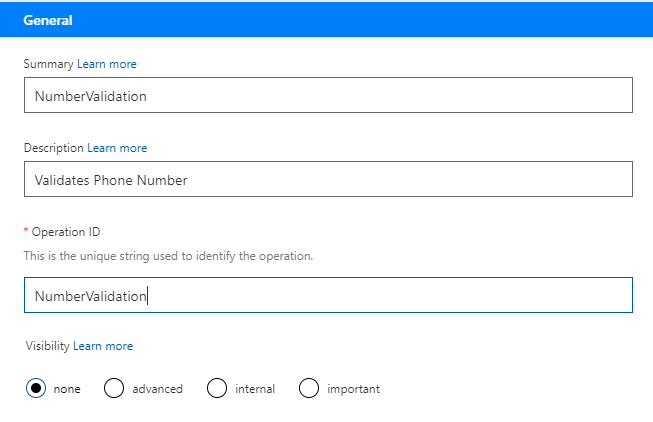 General
Summary Learn more
NumberValidation
Description Learn more
Validates Phone Number
* Operation ID
This is the unique string used to identify the operation.
NumberValidation
Visibility Learn more
none advanced internal important